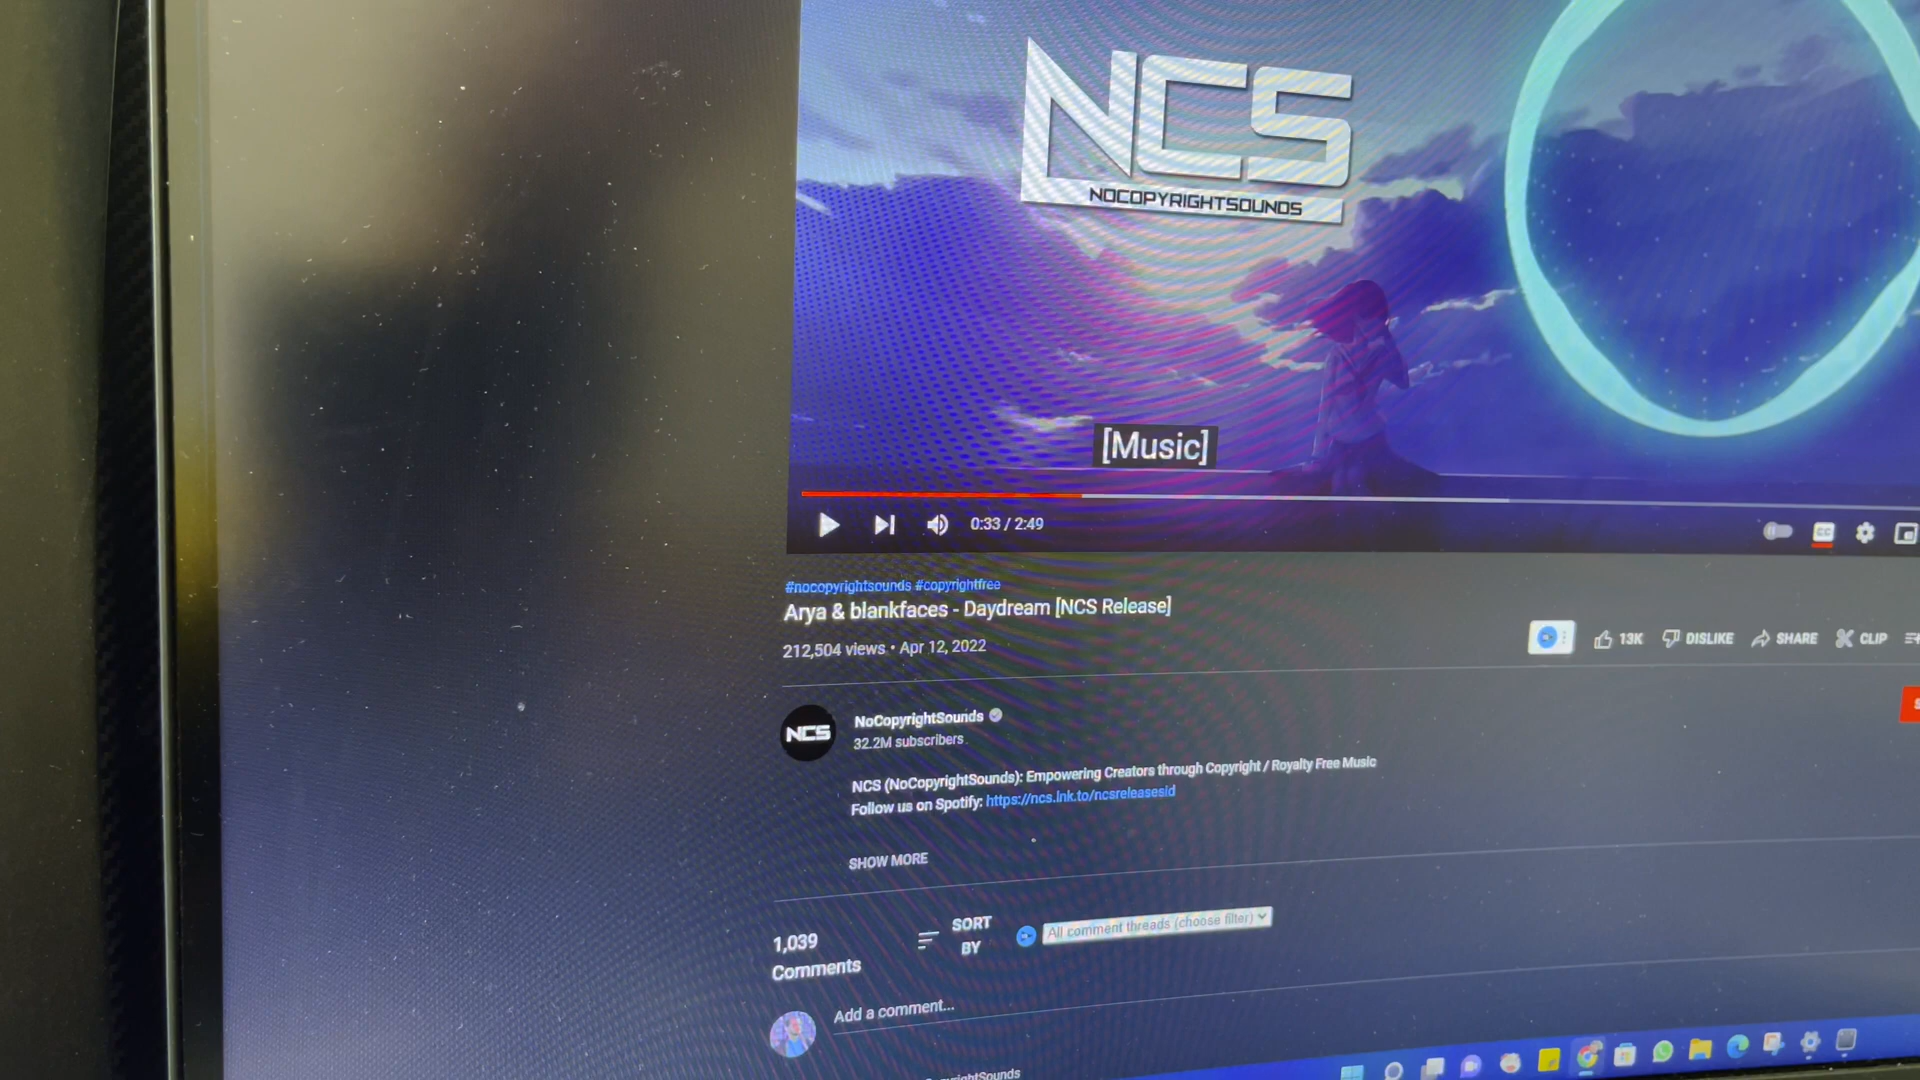 NCS
NOCOPYRIGHTSOUNDS
[Music]
0:33 / 2:49
CC
#nocopyrightsounds #copyrightfree
Arya & blankfaces - Daydream [NCS Release]
212,504 views • Apr 12, 2022
13K DISLIKE SHARE CLIP
NCS
NoCopyrightSounds
32.2M subscribers
NCS (NoCopyrightSounds): Empowering Creators through Copyright / Royalty Free Music
Follow us on Spotify: https://ncs.lnk.to/ncsreleasesid
SHOW MORE
1,039
Comments
SORT
BY
All comment threads (choose filter)
Add a comment...